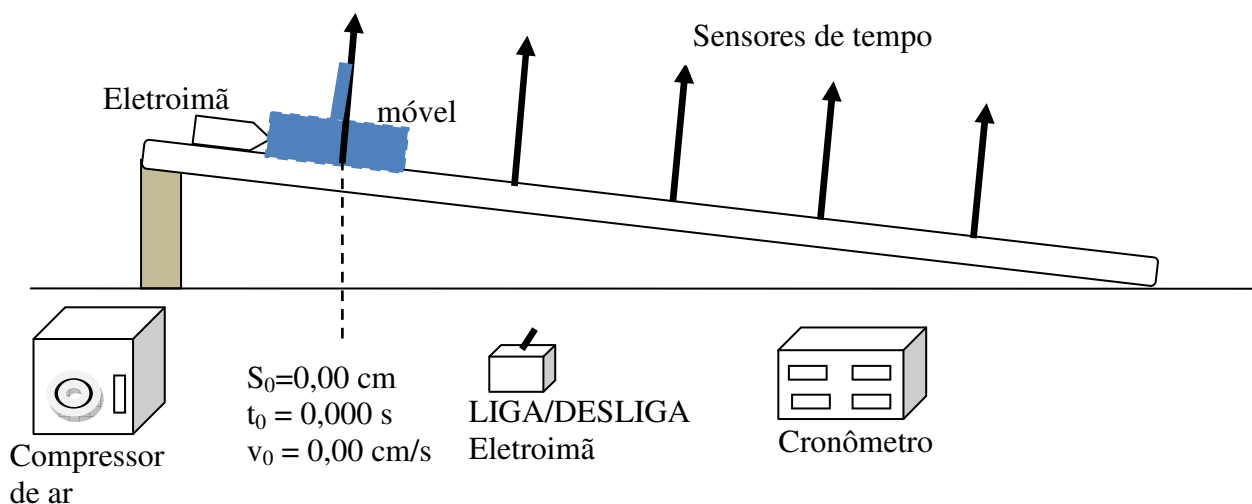 Sensores de tempo
Eletroimã
móvel
S₀=0,00 cm
t₀ = 0,000 s
v₀ = 0,00 cm/s
LIGA/DESLIGA
Eletroimã
Cronômetro
Compressor
de ar